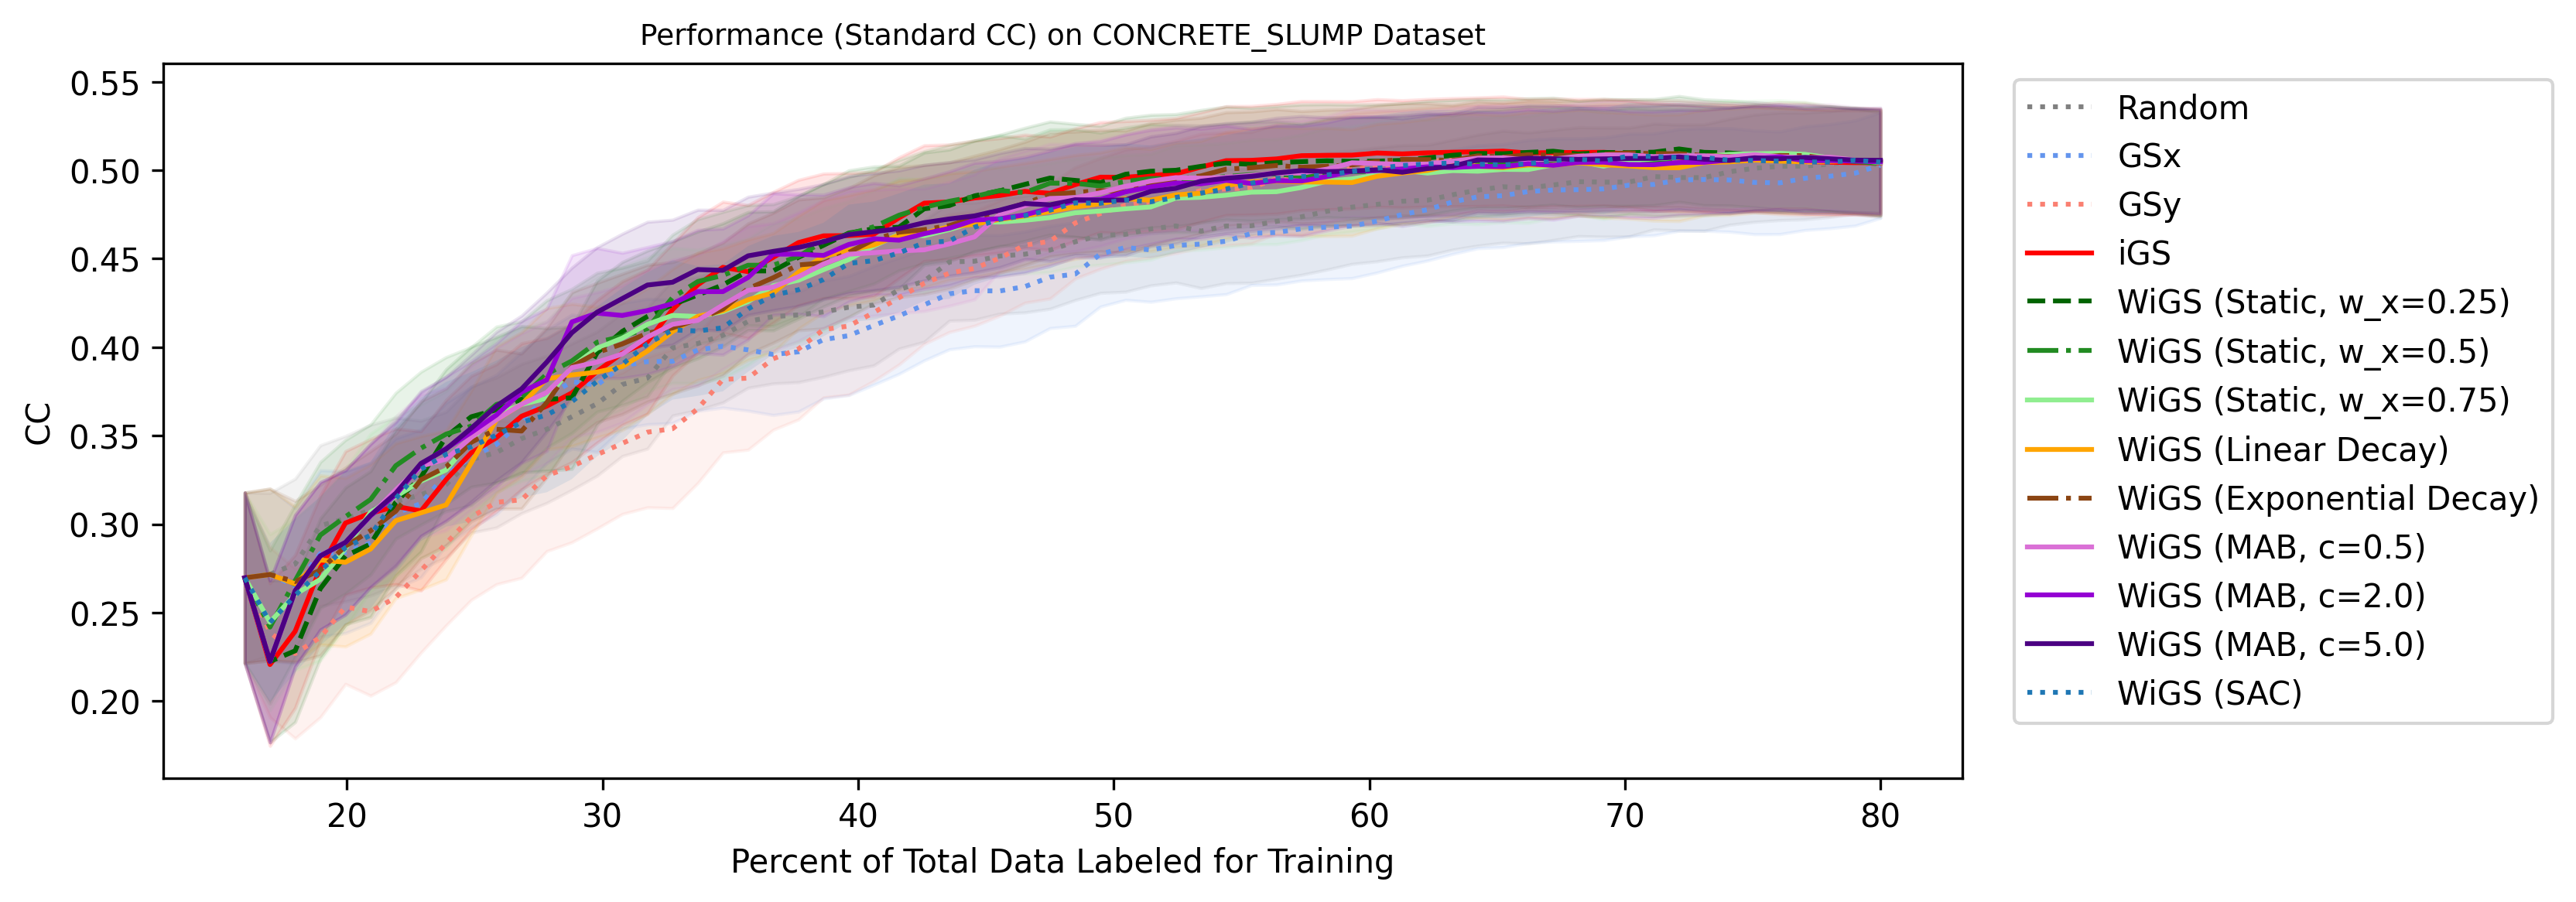 Performance (Standard CC) on CONCRETE_SLUMP Dataset
0.55
0.50
0.45
0.40
0.35
0.30
0.25
0.20
CC
20 30 40 50 60 70 80
Percent of Total Data Labeled for Training
Random
GSx
GSy
iGS
WiGS (Static, w_x=0.25)
WiGS (Static, w_x=0.5)
WiGS (Static, w_x=0.75)
WiGS (Linear Decay)
WiGS (Exponential Decay)
WiGS (MAB, c=0.5)
WiGS (MAB, c=2.0)
WiGS (MAB, c=5.0)
WiGS (SAC)